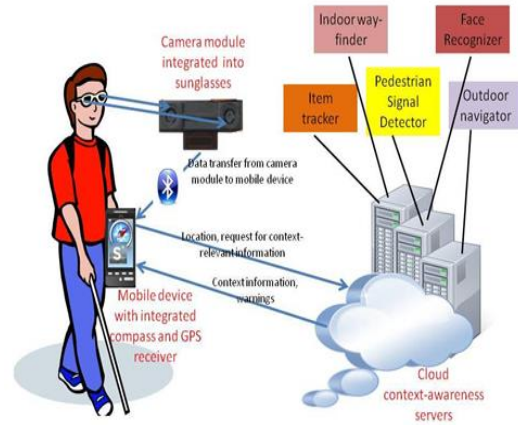 Camera module
integrated into
sunglasses
Indoor way-
finder
Face
Recognizer
Item
tracker
Pedestrian
Signal
Detector
Outdoor
navigator
Data transfer from camera
module to mobile device
Location, request for context-
relevant information
Context information,
warnings
S
Mobile device
with integrated
compass and GPS
receiver
Cloud
context-awareness
servers